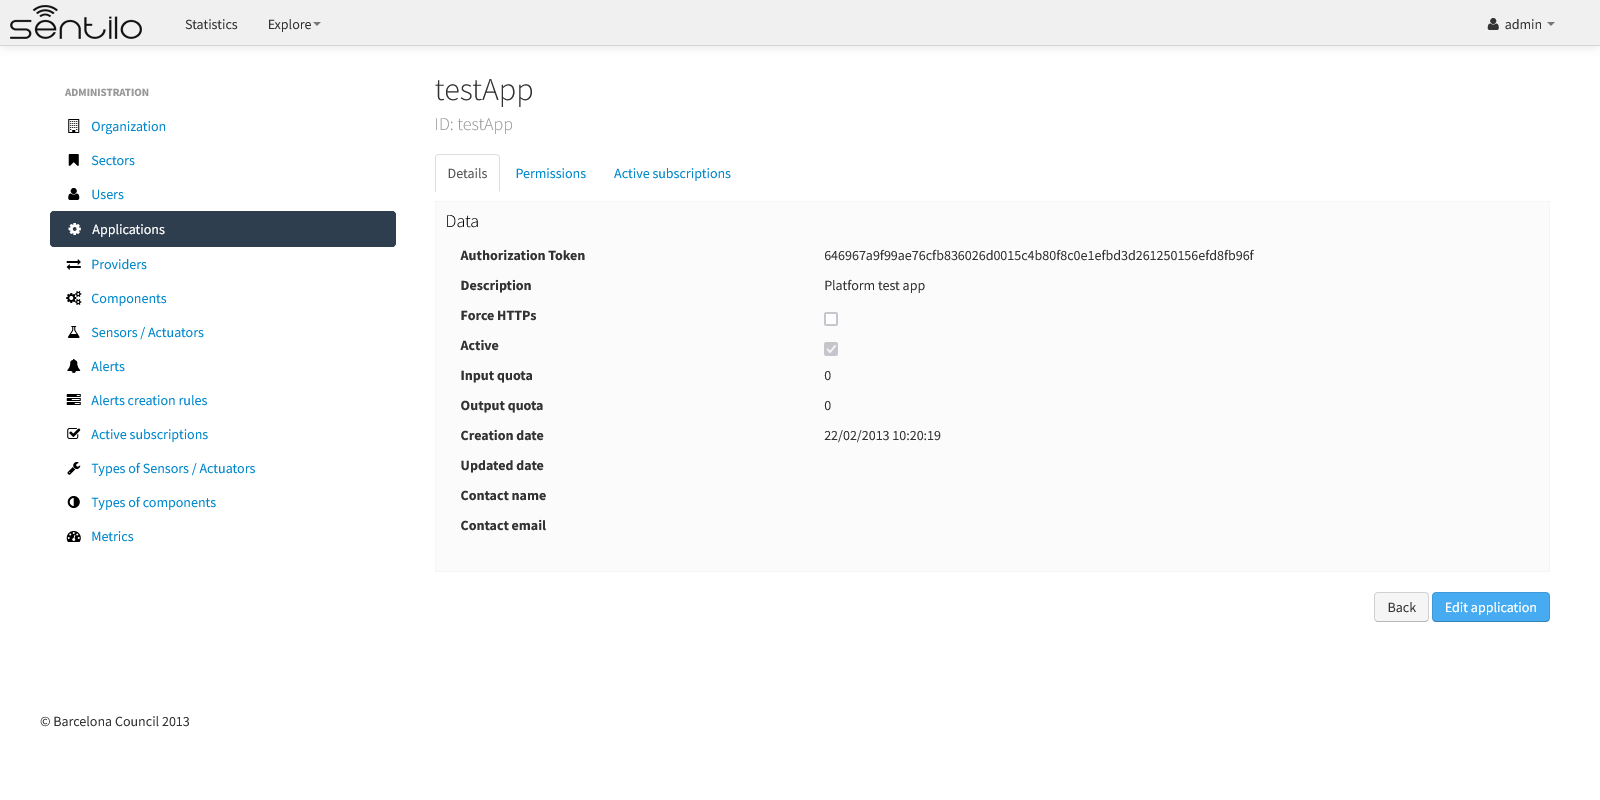 sentilo
Statistics
Explore
admin
ADMINISTRATION
Organization
Sectors
Users
Applications
Providers
Components
Sensors / Actuators
Alerts
Alerts creation rules
Active subscriptions
Types of Sensors / Actuators
Types of components
Metrics
testApp
ID: testApp
Details
Permissions
Active subscriptions
Data
Authorization Token 646967a9f99ae76cfb836026d0015c4b80f8c0e1efbd3d261250156efd8fb96f
Description Platform test app
Force HTTPs
Active
Input quota 0
Output quota 0
Creation date 22/02/2013 10:20:19
Updated date
Contact name
Contact email
Back
Edit application
© Barcelona Council 2013